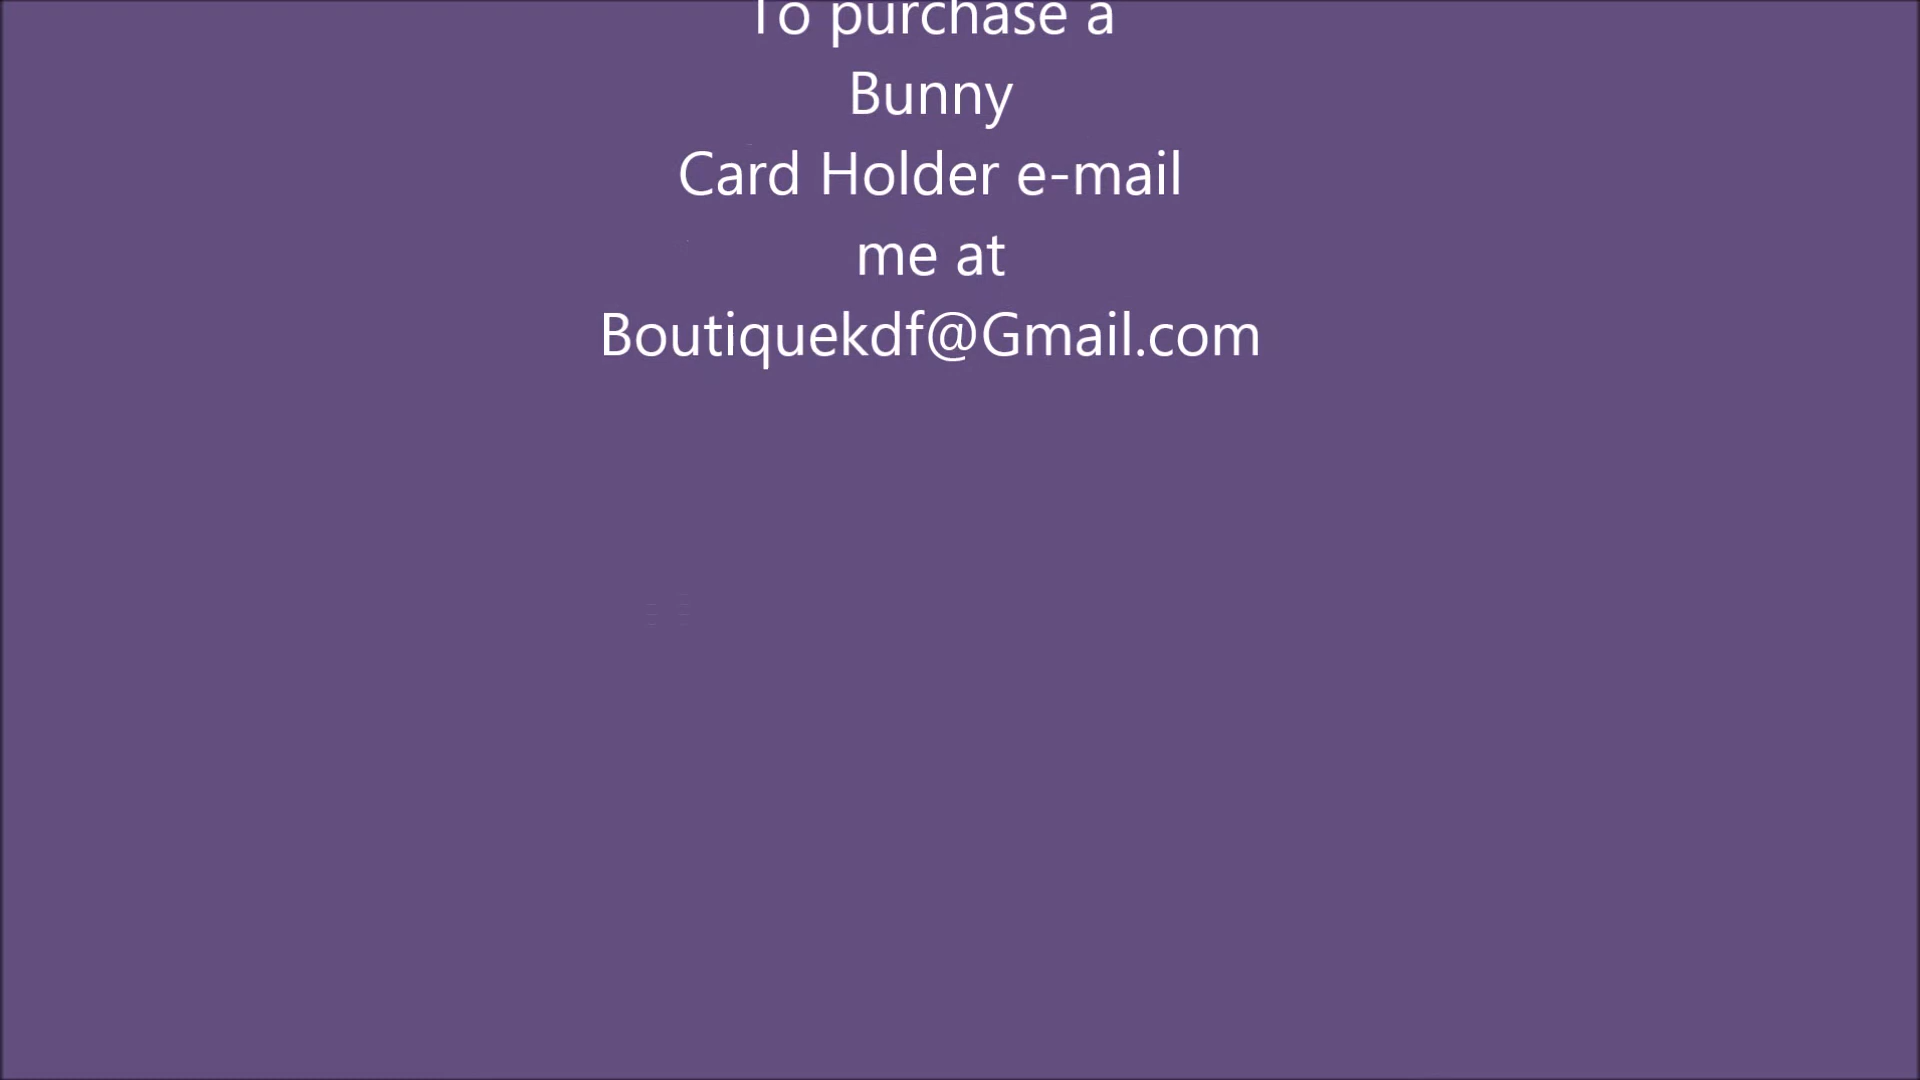 To purchase a
Bunny
Card Holder e-mail
me at
Boutiquekdf@Gmail.com